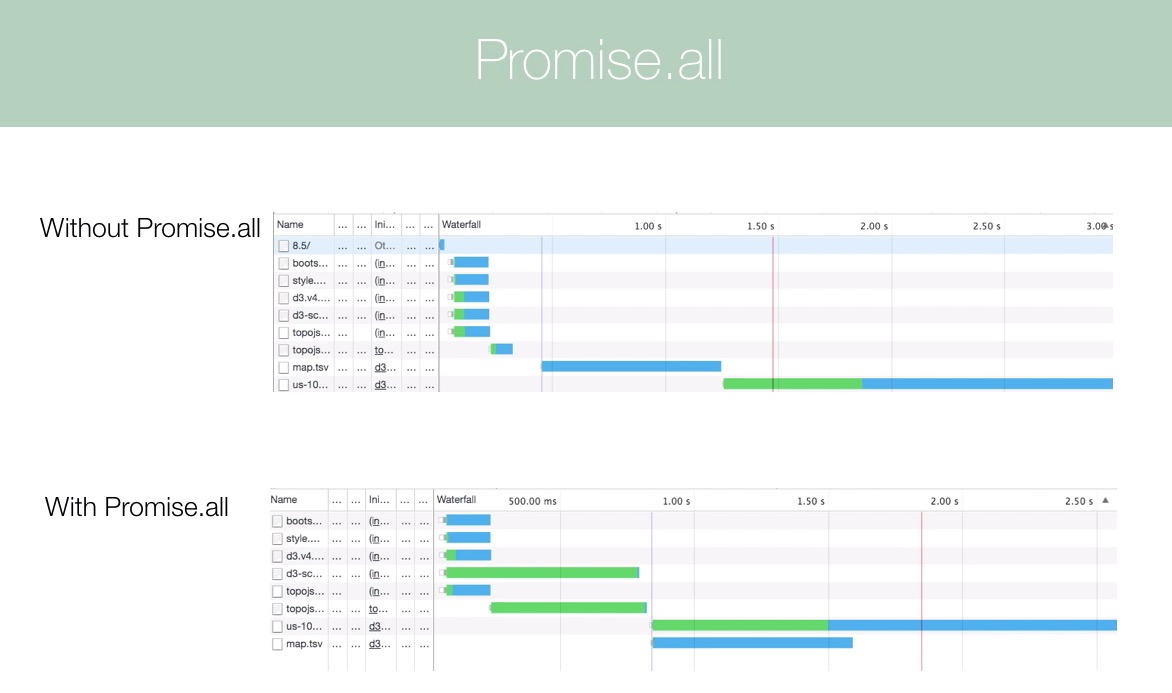 Promise.all
Without Promise.all
Name ... ... Ini... ... ... Waterfall 1.00 s 1.50 s 2.00 s 2.50 s 3.00 s
8.5/ ... ... Ot... ... ...
boots... ... ... (in... ... ...
style.... ... ... (in... ... ...
d3.v4.... ... ... (in... ... ...
d3-sc... ... ... (in... ... ...
topojs... ... ... (in... ... ...
topojs... ... ... to... ... ...
map.tsv ... ... d3... ... ...
us-10... ... ... d3... ... ...
With Promise.all
Name ... ... Ini... ... ... Waterfall 500.00 ms 1.00 s 1.50 s 2.00 s 2.50 s ▲
boots... ... ... (in... ... ...
style.... ... ... (in... ... ...
d3.v4.... ... ... (in... ... ...
d3-sc... ... ... (in... ... ...
topojs... ... ... (in... ... ...
topojs... ... ... to... ... ...
us-10... ... ... d3... ... ...
map.tsv ... ... d3... ... ...